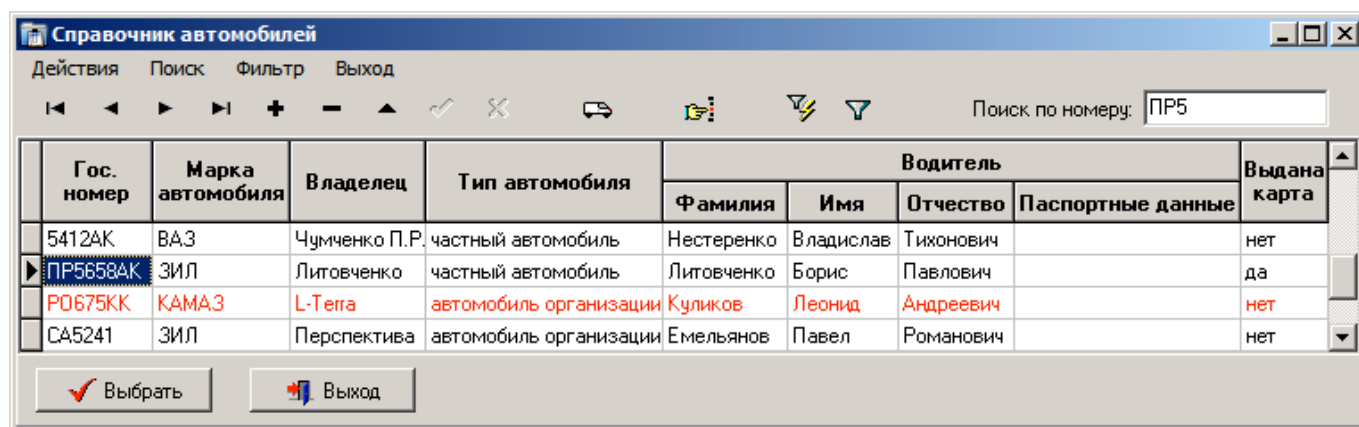 Справочник автомобилей
Действия Поиск Фильтр Выход
Поиск по номеру: ПР5
Гос. номер Марка автомобиля Владелец Тип автомобиля Водитель Выдана карта
Фамилия Имя Отчество Паспортные данные
5412АК ВАЗ Чумченко П.Р. частный автомобиль Нестеренко Владислав Тихонович нет
ПР5658АК ЗИЛ Литовченко частный автомобиль Литовченко Борис Павлович да
РО675КК КАМАЗ L-Terra автомобиль организации Куликов Леонид Андреевич нет
СА5241 ЗИЛ Перспектива автомобиль организации Емельянов Павел Романович нет
Выбрать Выход